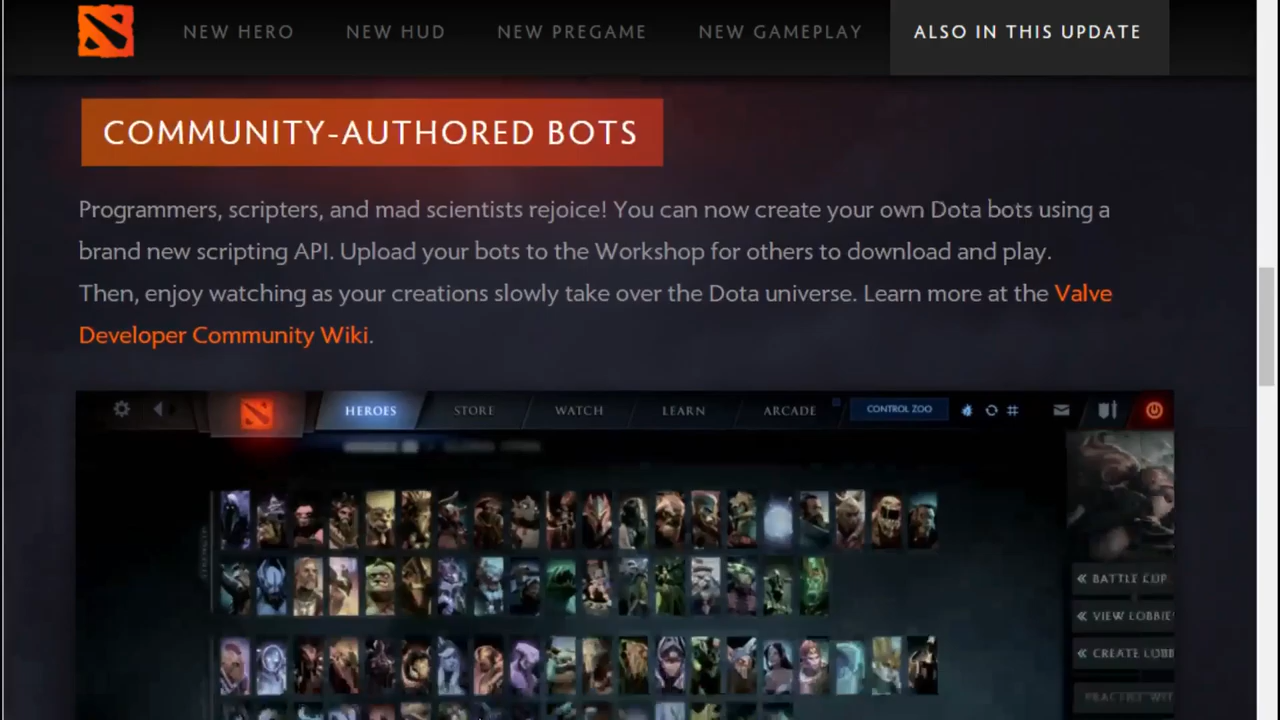 NEW HERO NEW HUD NEW PREGAME NEW GAMEPLAY ALSO IN THIS UPDATE
COMMUNITY-AUTHORED BOTS
Programmers, scripters, and mad scientists rejoice! You can now create your own Dota bots using a
brand new scripting API. Upload your bots to the Workshop for others to download and play.
Then, enjoy watching as your creations slowly take over the Dota universe. Learn more at the Valve
Developer Community Wiki.
HEROES STORE WATCH LEARN ARCADE CONTROL ZOO
« BATTLE CUP
« VIEW LOBBIE
« CREATE LOBB